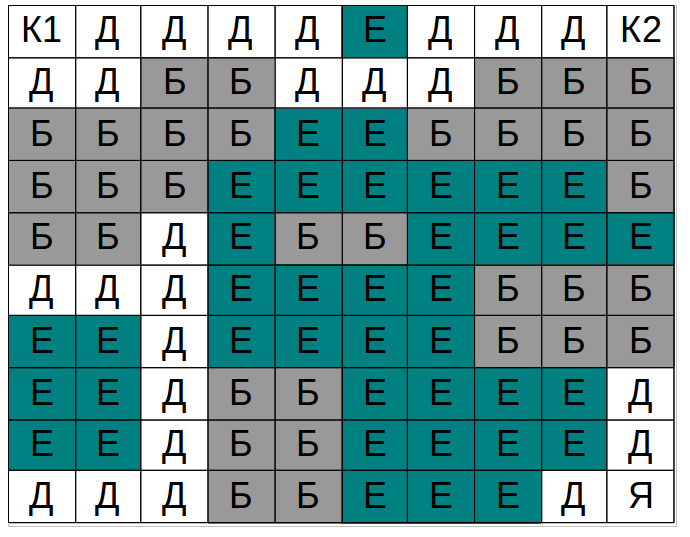 К1 Д Д Д Д Е Д Д Д К2
Д Д Б Б Д Д Д Б Б Б
Б Б Б Б Е Е Б Б Б Б
Б Б Б Е Е Е Е Е Е Б
Б Б Д Е Б Б Е Е Е Е
Д Д Д Е Е Е Е Б Б Б
Е Е Д Е Е Е Е Б Б Б
Е Е Д Б Б Е Е Е Е Д
Е Е Д Б Б Е Е Е Е Д
Д Д Д Б Б Е Е Е Д Я